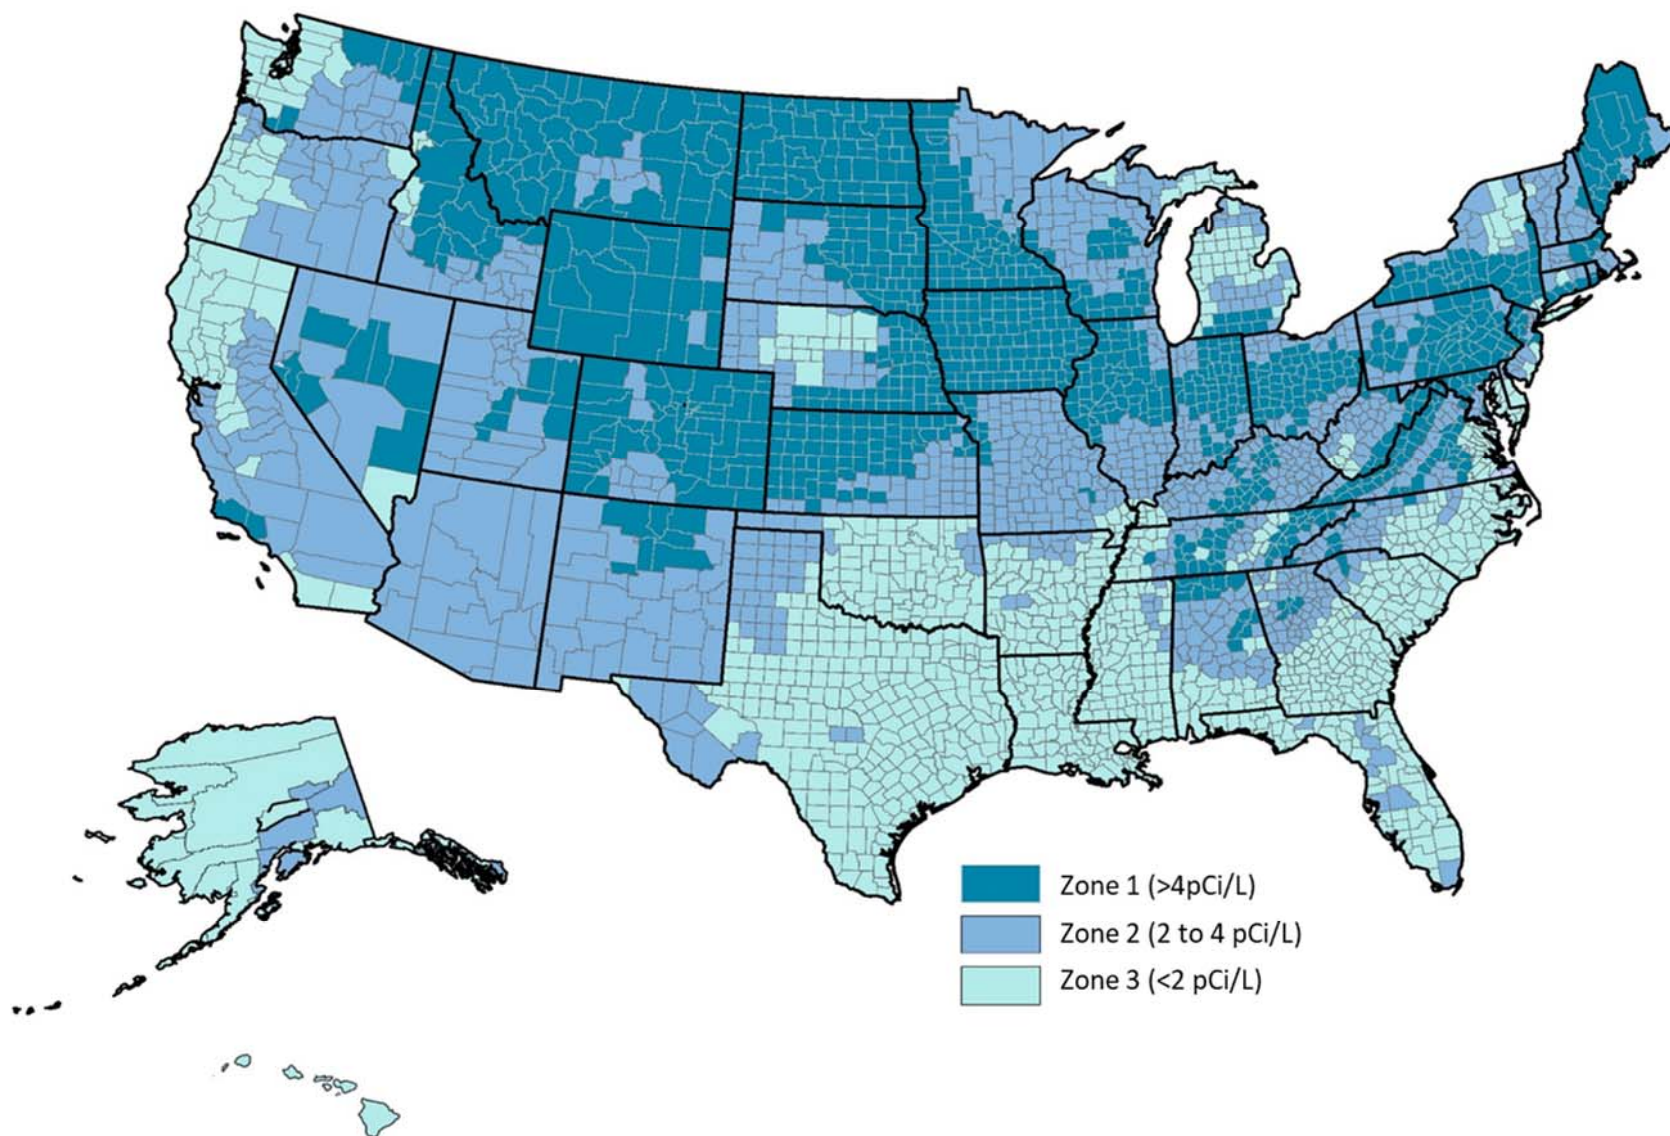 Zone 1 (>4pCi/L)
Zone 2 (2 to 4 pCi/L)
Zone 3 (<2 pCi/L)